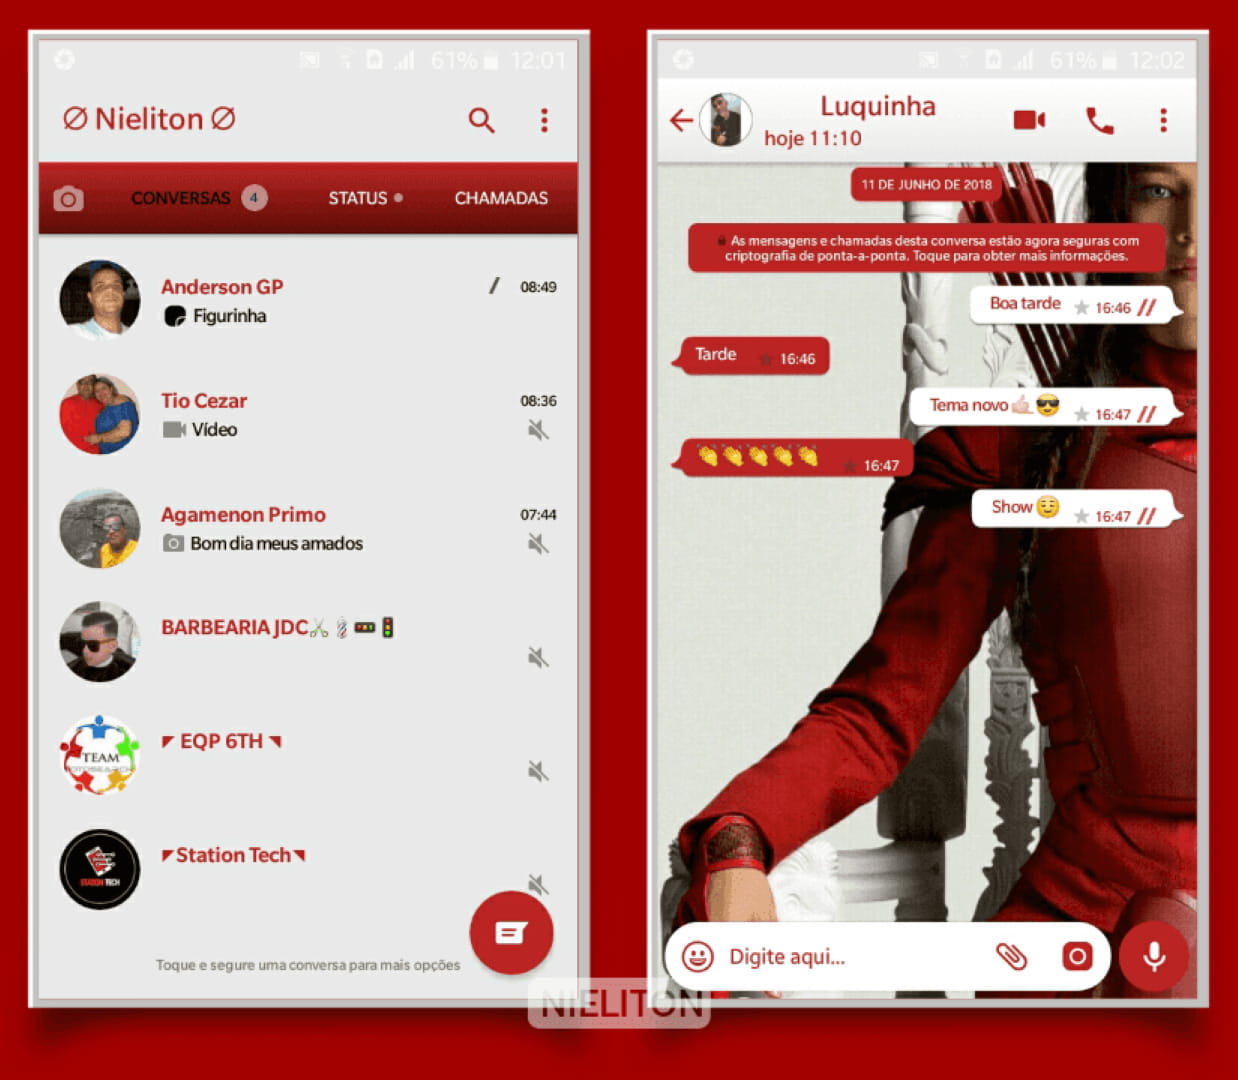 61% 12:01
Ø Nieliton Ø
CONVERSAS 4 STATUS CHAMADAS
Anderson GP 08:49
Figurinha
Tio Cezar 08:36
Vídeo
Agamenon Primo 07:44
Bom dia meus amados
BARBEARIA JDC
EQP 6TH
TEAM
Station Tech
STATION TECH
Toque e segure uma conversa para mais opções
61% 12:02
Luquinha
hoje 11:10
11 DE JUNHO DE 2018
As mensagens e chamadas desta conversa estão agora seguras com
criptografia de ponta-a-ponta. Toque para obter mais informações.
Boa tarde 16:46
Tarde 16:46
Tema novo 16:47
16:47
Show 16:47
Digite aqui...
NIELITON